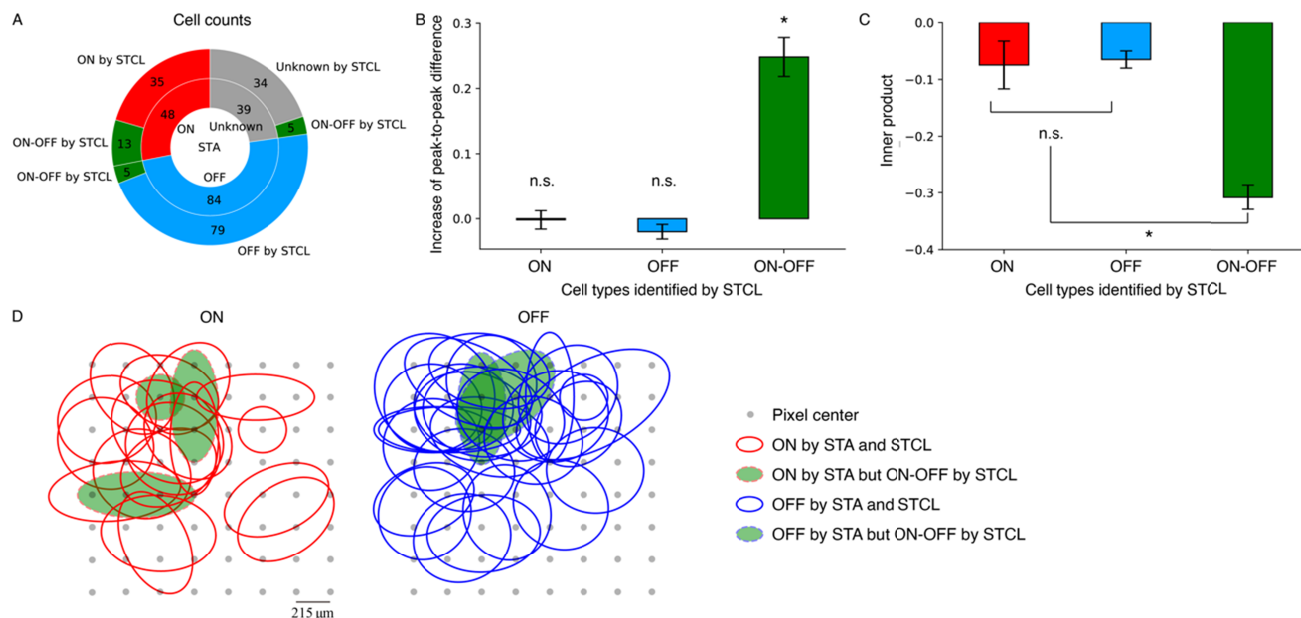 A
Cell counts
ON by STCL
35
48
ON
Unknown by STCL
34
39
Unknown
ON-OFF by STCL
5
ON-OFF by STCL
13
ON-OFF by STCL
5
STA
OFF
84
79
OFF by STCL
B
Increase of peak-to-peak difference
0.3
0.2
0.1
0.0
n.s.
n.s.
*
ON
OFF
ON-OFF
Cell types identified by STCL
C
Inner product
0.0
−0.1
−0.2
−0.3
−0.4
n.s.
*
ON
OFF
ON-OFF
Cell types identified by STCL
D
ON
OFF
215 μm
Pixel center
ON by STA and STCL
ON by STA but ON-OFF by STCL
OFF by STA and STCL
OFF by STA but ON-OFF by STCL